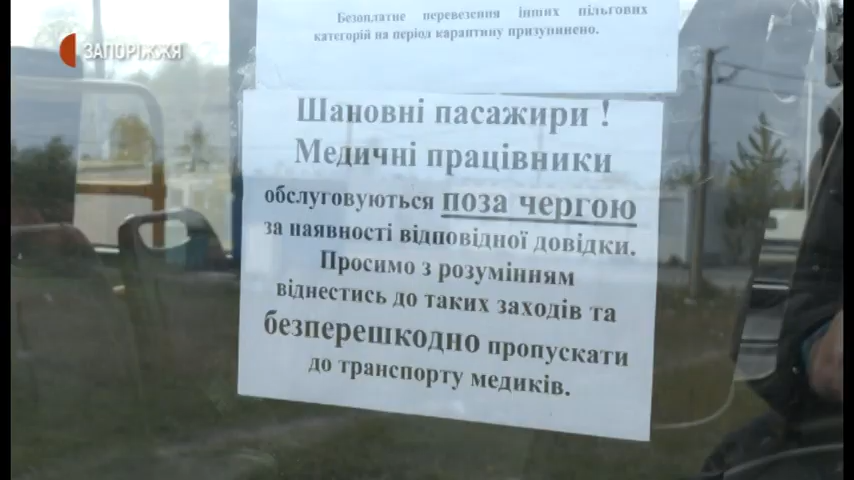 ЗАПОРІЖЖЯ
Безоплатне перевезення інших пільгових
категорій на період карантину призупинено.
Шановні пасажири !
Медичні працівники
обслуговуються поза чергою
за наявності відповідної довідки.
Просимо з розумінням
віднестись до таких заходів та
безперешкодно пропускати
до транспорту медиків.